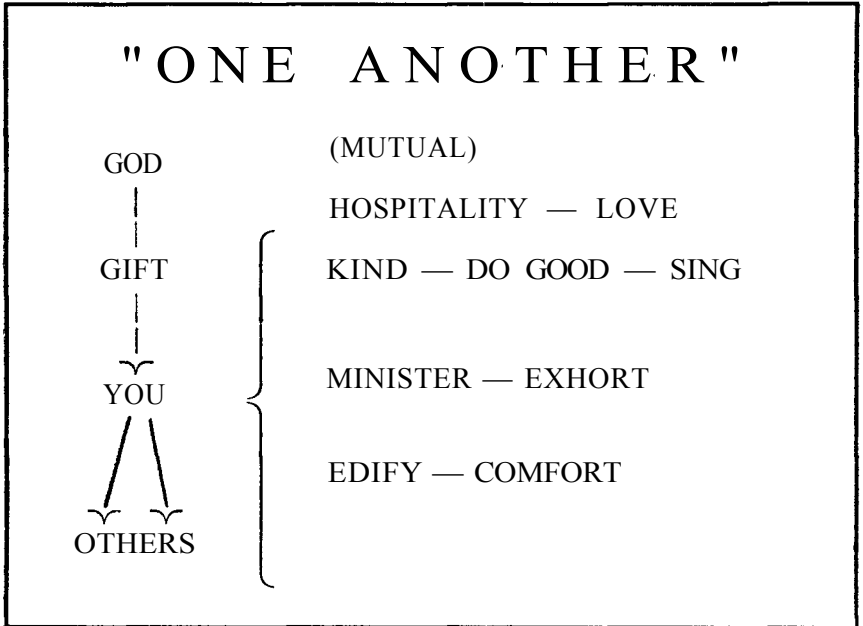 "ONE ANOTHER"
GOD
GIFT
YOU
OTHERS
(MUTUAL)
HOSPITALITY — LOVE
KIND — DO GOOD — SING
MINISTER — EXHORT
EDIFY — COMFORT